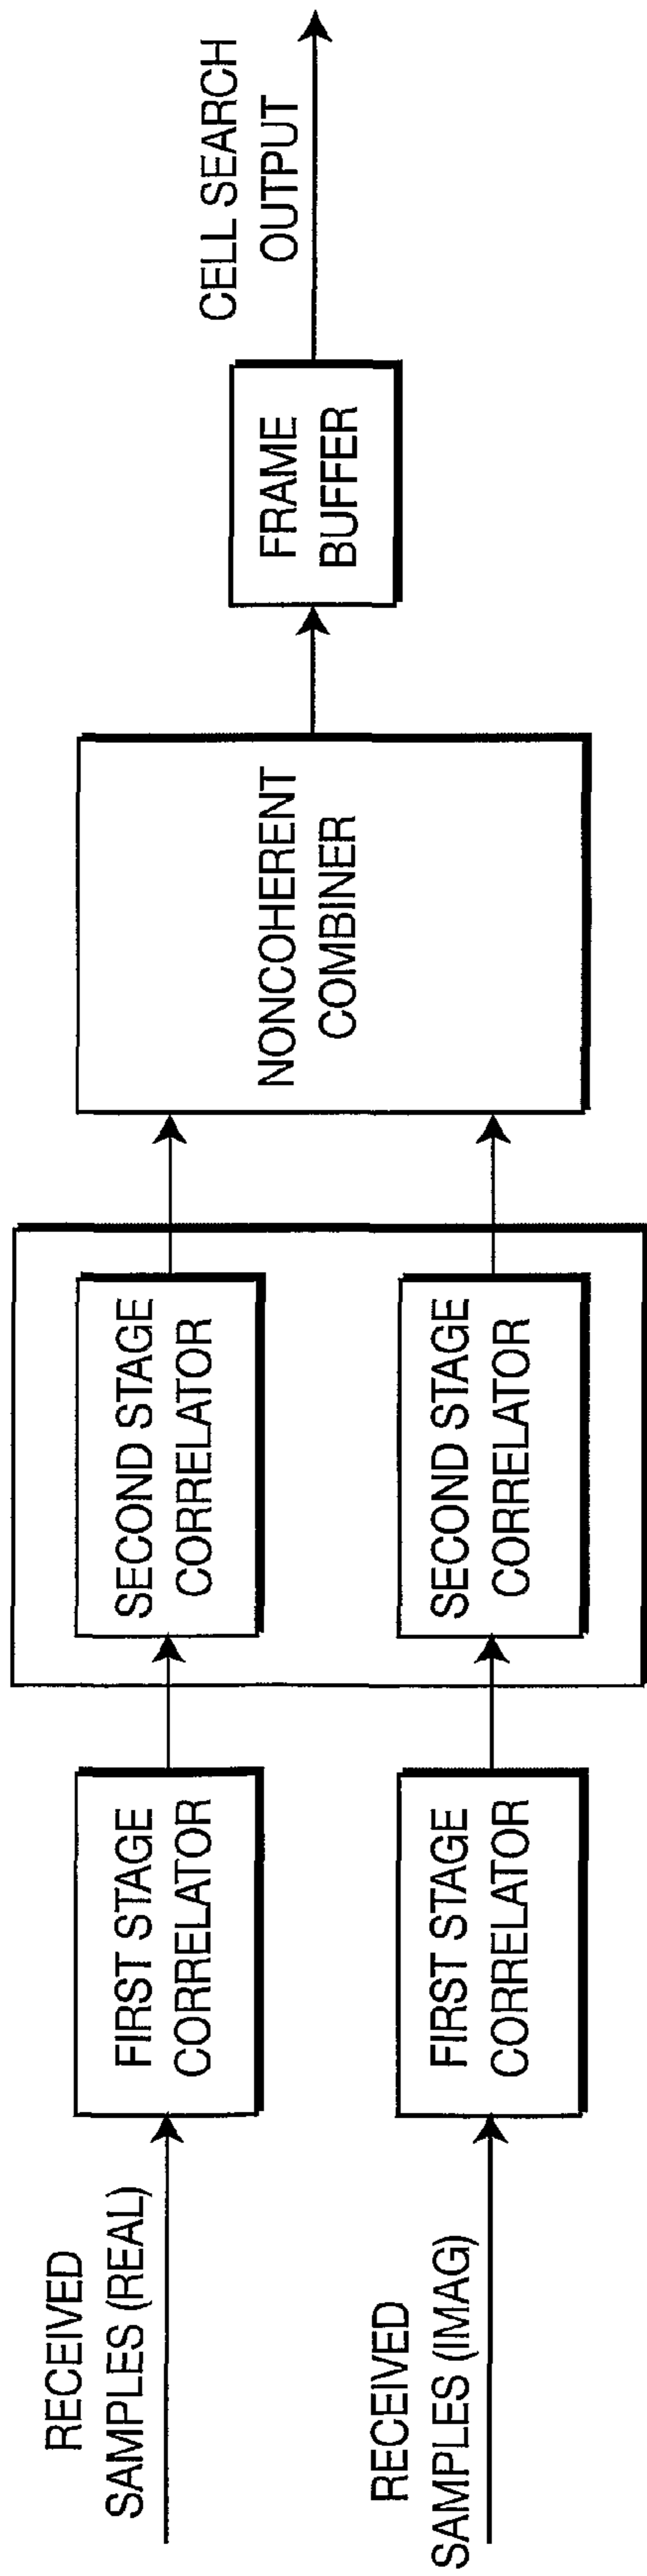 RECEIVED
SAMPLES (REAL)
FIRST STAGE
CORRELATOR
SECOND STAGE
CORRELATOR
RECEIVED
SAMPLES (IMAG)
FIRST STAGE
CORRELATOR
SECOND STAGE
CORRELATOR
NONCOHERENT
COMBINER
FRAME
BUFFER
CELL SEARCH
OUTPUT